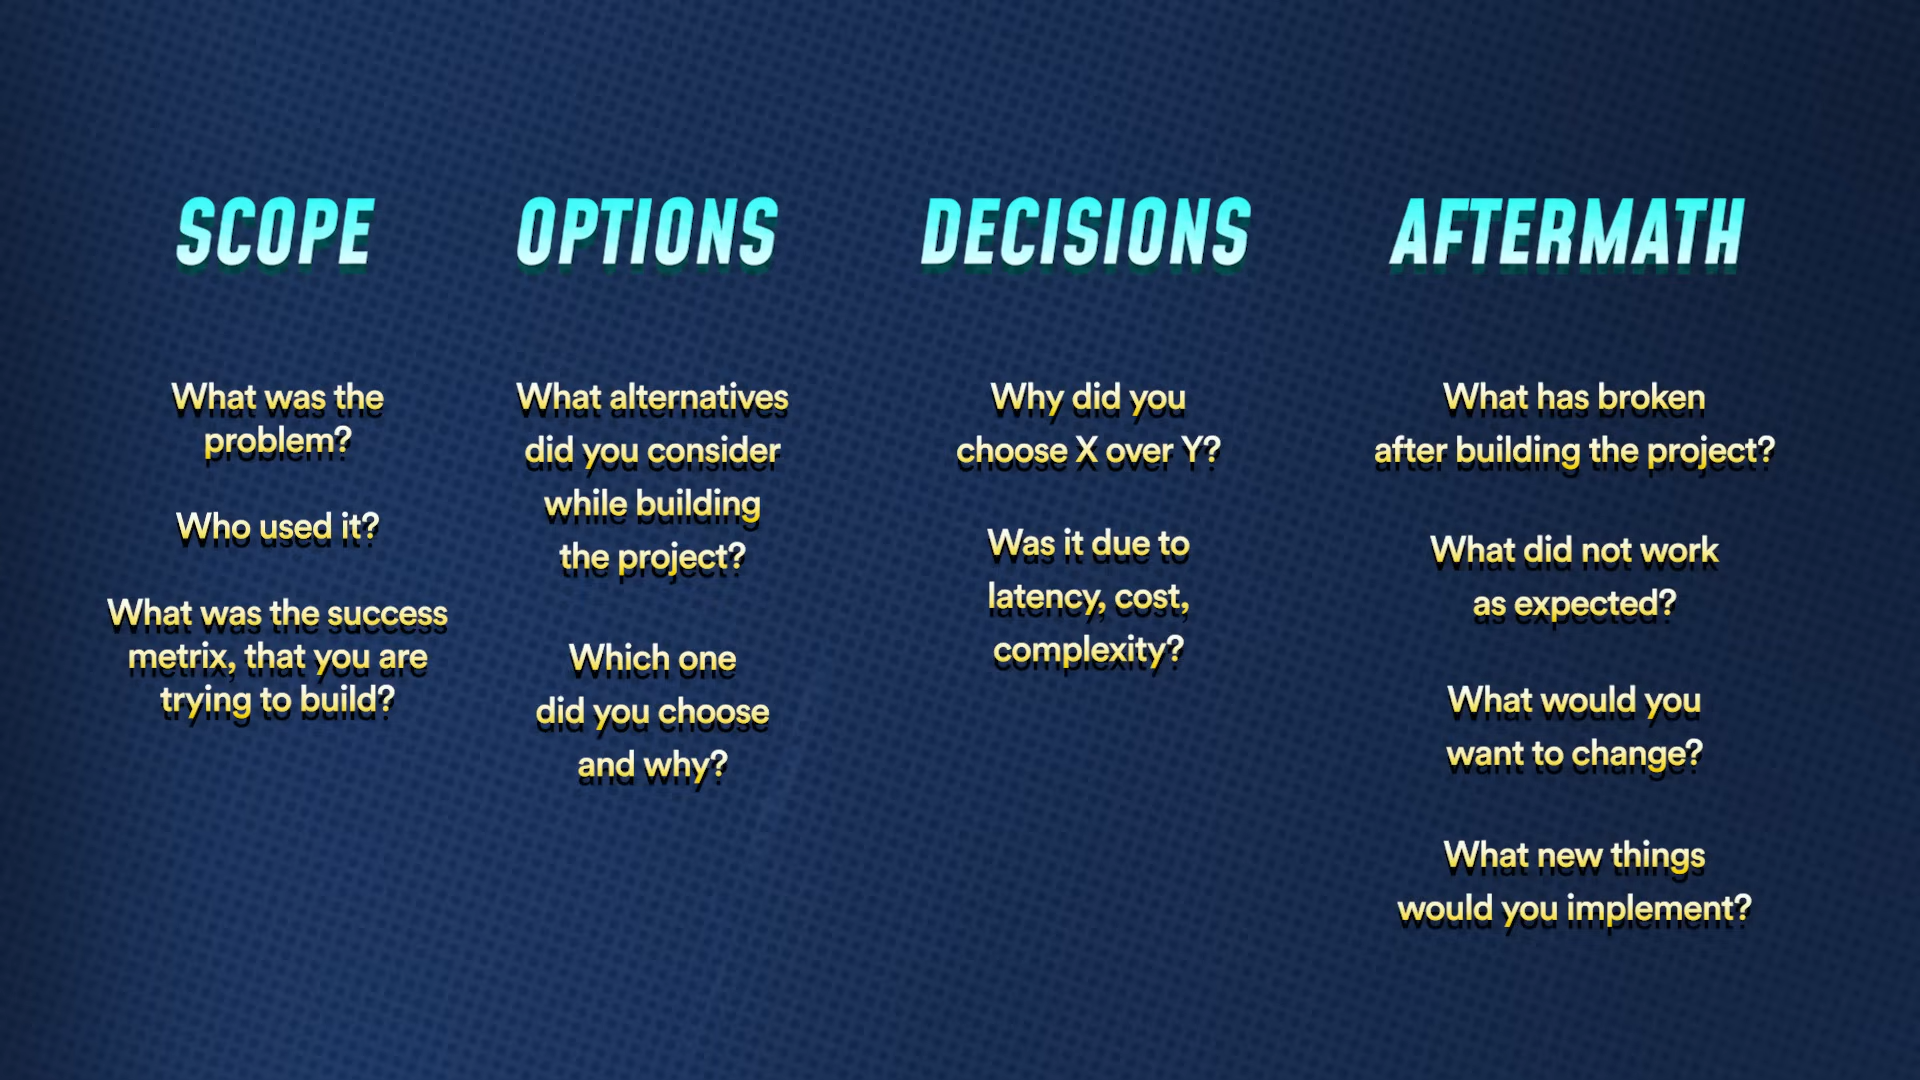 SCOPE
What was the
problem?
Who used it?
What was the success
metrix, that you are
trying to build?
OPTIONS
What alternatives
did you consider
while building
the project?
Which one
did you choose
and why?
DECISIONS
Why did you
choose X over Y?
Was it due to
latency, cost,
complexity?
AFTERMATH
What has broken
after building the project?
What did not work
as expected?
What would you
want to change?
What new things
would you implement?